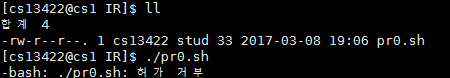 [cs13422@cs1 IR]$ ll
합계 4
-rw-r--r--. 1 cs13422 stud 33 2017-03-08 19:06 pr0.sh
[cs13422@cs1 IR]$ ./pr0.sh
-bash: ./pr0.sh: 허가 거부